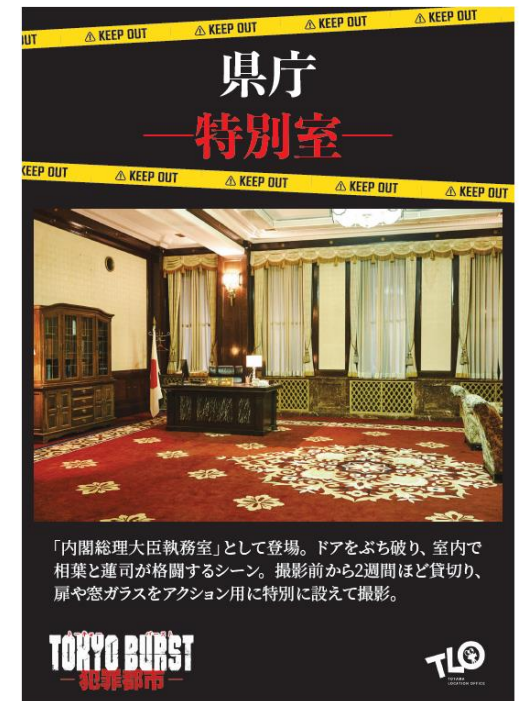 ⚠ KEEP OUT ⚠ KEEP OUT ⚠ KEEP OUT
県庁
—特別室—
KEEP OUT ⚠ KEEP OUT ⚠ KEEP OUT ⚠ KEEP OUT ⚠ KEEP OUT
「内閣総理大臣執務室」として登場。ドアをぶち破り、室内で
相葉と蓮司が格闘するシーン。撮影前から2週間ほど貸切り、
扉や窓ガラスをアクション用に特別に設えて撮影。
TOKYO BURST
—犯罪都市—
TLO
TOYAMA
LOCATION OFFICE